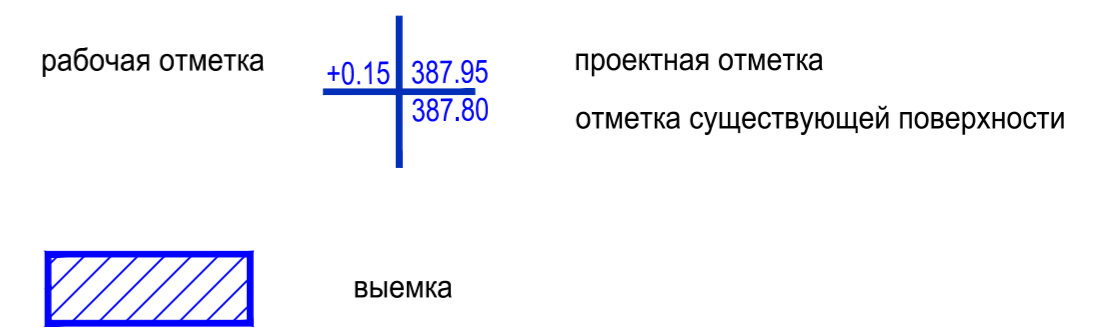 рабочая отметка
+0.15 387.95
проектная отметка
387.80
отметка существующей поверхности
выемка